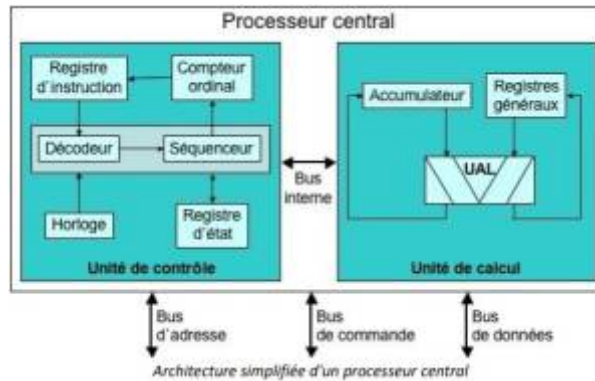 Processeur central
Registre
d'instruction
Compteur
ordinal
Décodeur
Séquenceur
Horloge
Registre
d'état
Unité de contrôle
Bus
interne
Accumulateur
Registres
généraux
UAL
Unité de calcul
Bus
d'adresse
Bus
de commande
Bus
de données
Architecture simplifiée d'un processeur central